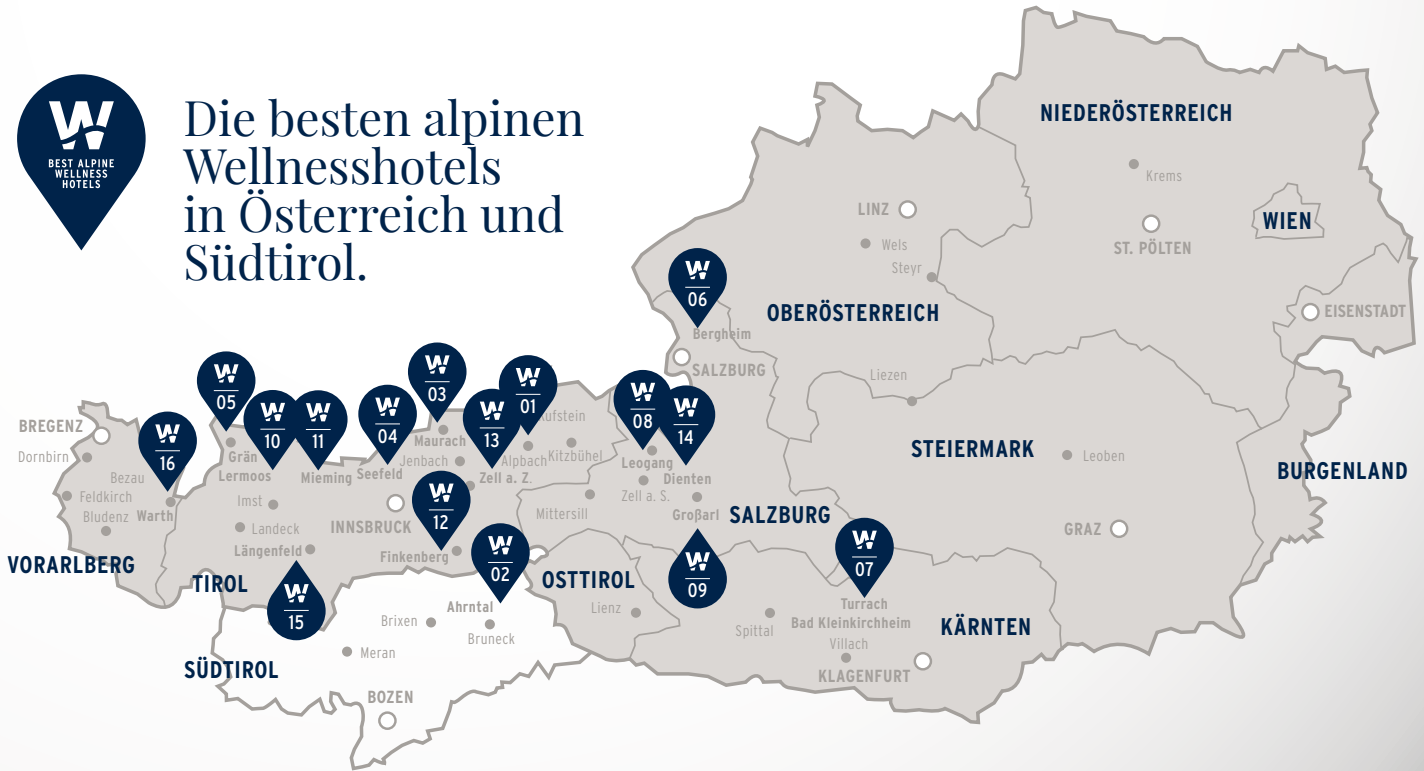 W
BEST ALPINE
WELLNESS
HOTELS
Die besten alpinen
Wellnesshotels
in Österreich und
Südtirol.
NIEDERÖSTERREICH
Krems
WIEN
LINZ
ST. PÖLTEN
Wels
Steyr
EISENSTADT
OBERÖSTERREICH
W
06
Bergheim
SALZBURG
Liezen
W
05
W
10
W
11
W
04
W
03
W
13
W
01
W
08
W
14
W
16
BREGENZ
Dornbirn
Bezau
Feldkirch
Bludenz
Warth
VORARLBERG
Grän
Lermoos
Mieming
Seefeld
Maurach
Jenbach
Zell a. Z.
Alpbach
ufstein
Kitzbühel
Leogang
Zell a. S.
Dienten
Großarl
Mittersill
Imst
Landeck
Längenfeld
INNSBRUCK
W
12
Finkenberg
W
02
TIROL
W
15
OSTTIROL
Lienz
W
09
SALZBURG
W
07
STEIERMARK
Leoben
BURGENLAND
GRAZ
Turrach
Bad Kleinkirchheim
Spittal
Villach
KLAGENFURT
KÄRNTEN
Ahrntal
Brixen
Bruneck
Meran
SÜDTIROL
BOZEN